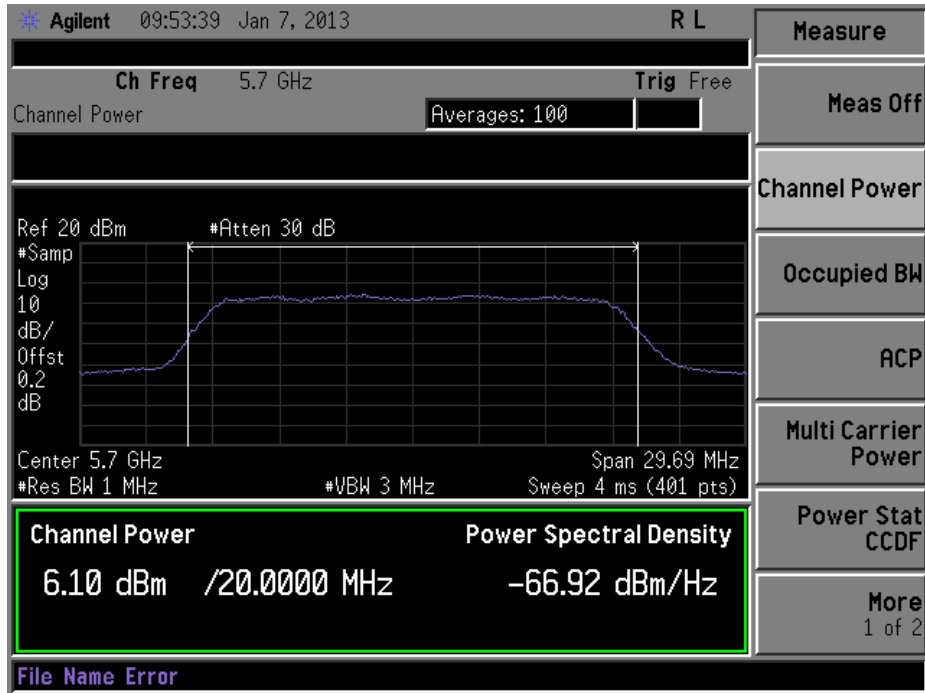 Agilent 09:53:39 Jan 7, 2013 R L
Measure
Ch Freq 5.7 GHz Trig Free
Channel Power Averages: 100
Meas Off
Channel Power
Ref 20 dBm #Atten 30 dB
#Samp
Log
10
dB/
Offst
0.2
dB
Occupied BW
ACP
Center 5.7 GHz Span 29.69 MHz
#Res BW 1 MHz #VBW 3 MHz Sweep 4 ms (401 pts)
Multi Carrier
Power
Channel Power Power Spectral Density
6.10 dBm /20.0000 MHz -66.92 dBm/Hz
Power Stat
CCDF
More
1 of 2
File Name Error